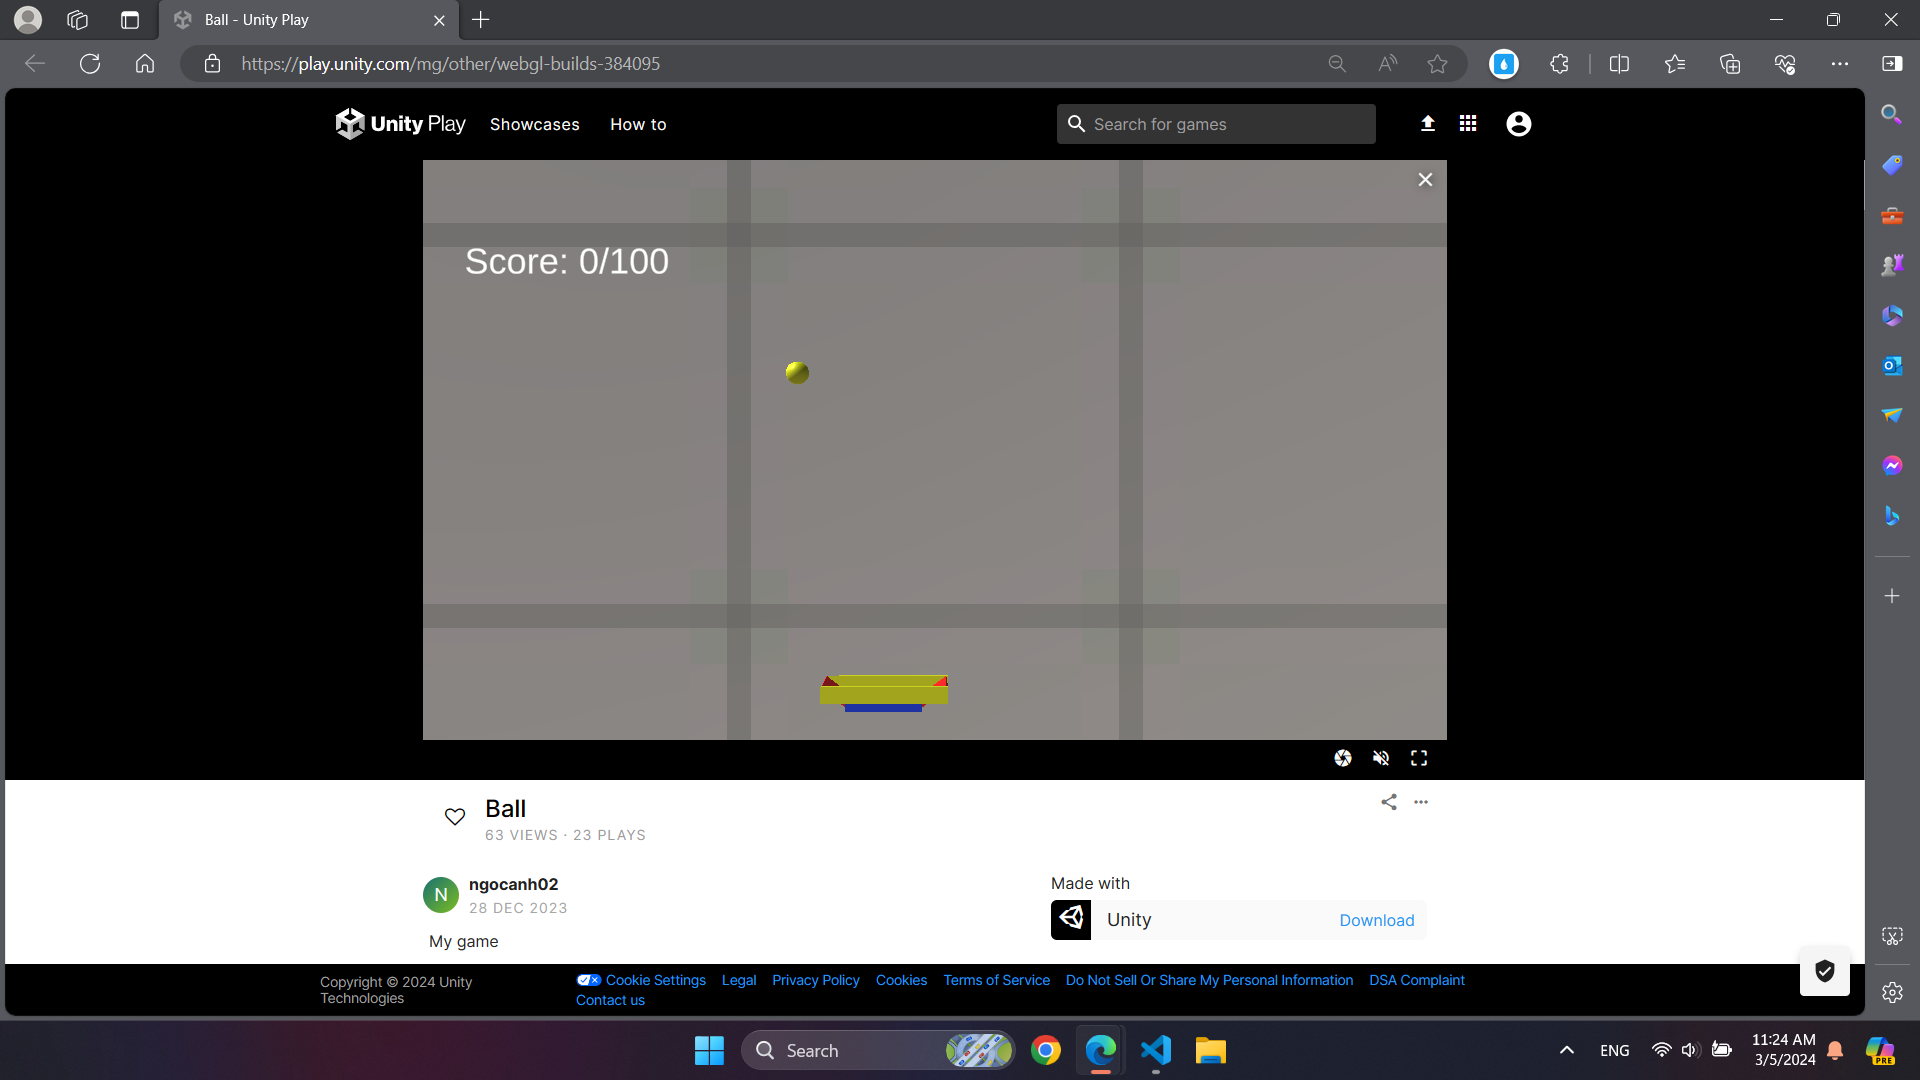 Ball - Unity Play
https://play.unity.com/mg/other/webgl-builds-384095
Unity Play
Showcases
How to
Search for games
Score: 0/100
Ball
63 VIEWS · 23 PLAYS
N
ngocanh02
28 DEC 2023
My game
Made with
Unity
Download
Copyright © 2024 Unity
Technologies
Cookie Settings
Legal
Privacy Policy
Cookies
Terms of Service
Do Not Sell Or Share My Personal Information
DSA Complaint
Contact us
Search
ENG
11:24 AM
3/5/2024
PRE